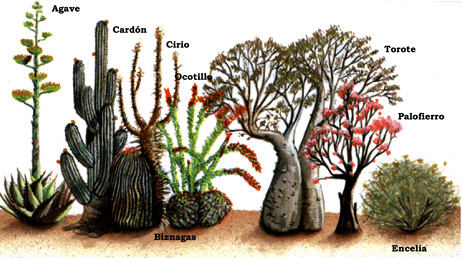 Agave
Cardón
Cirio
Ocotillo
Torote
Palofierro
Biznagas
Encelia